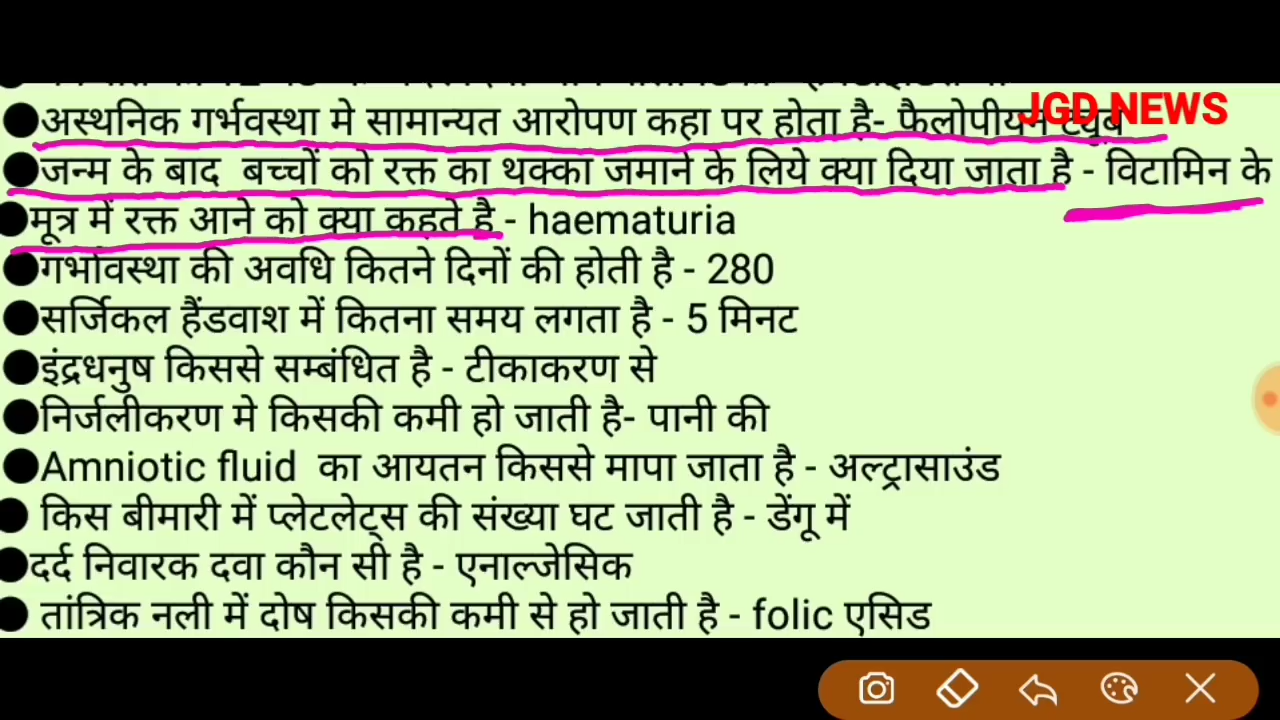 JGD NEWS
●अस्थनिक गर्भवस्था मे सामान्यत आरोपण कहा पर होता है- फैलोपीयन ट्यूब
●जन्म के बाद बच्चों को रक्त का थक्का जमाने के लिये क्या दिया जाता है - विटामिन के
●मूत्र में रक्त आने को क्या कहते है - haematuria
●गर्भावस्था की अवधि कितने दिनों की होती है - 280
●सर्जिकल हैंडवाश में कितना समय लगता है - 5 मिनट
●इंद्रधनुष किससे सम्बंधित है - टीकाकरण से
●निर्जलीकरण मे किसकी कमी हो जाती है- पानी की
●Amniotic fluid का आयतन किससे मापा जाता है - अल्ट्रासाउंड
● किस बीमारी में प्लेटलेट्स की संख्या घट जाती है - डेंगू में
●दर्द निवारक दवा कौन सी है - एनाल्जेसिक
● तांत्रिक नली में दोष किसकी कमी से हो जाती है - folic एसिड